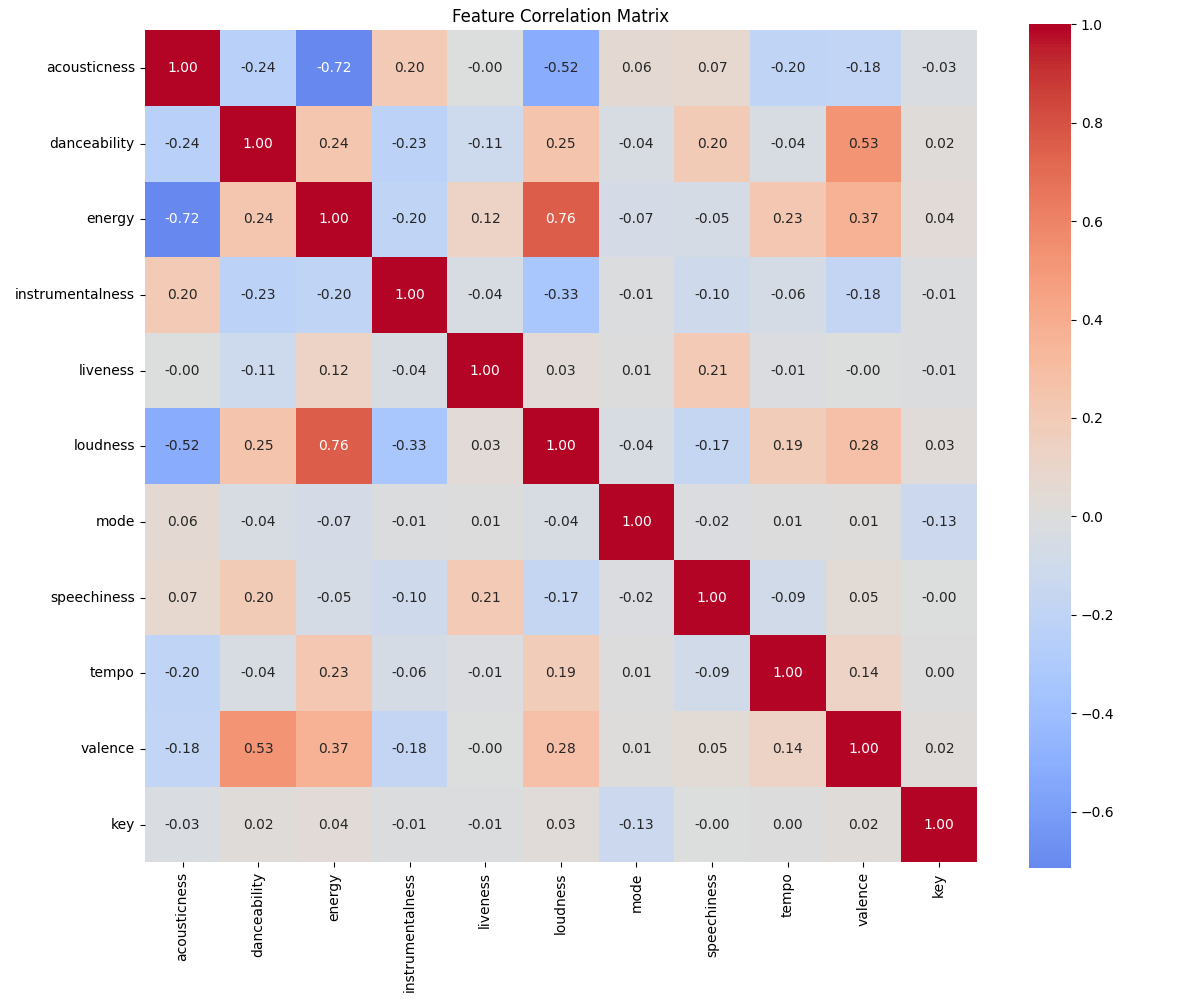 Feature Correlation Matrix
acousticness 1.00 -0.24 -0.72 0.20 -0.00 -0.52 0.06 0.07 -0.20 -0.18 -0.03
danceability -0.24 1.00 0.24 -0.23 -0.11 0.25 -0.04 0.20 -0.04 0.53 0.02
energy -0.72 0.24 1.00 -0.20 0.12 0.76 -0.07 -0.05 0.23 0.37 0.04
instrumentalness 0.20 -0.23 -0.20 1.00 -0.04 -0.33 -0.01 -0.10 -0.06 -0.18 -0.01
liveness -0.00 -0.11 0.12 -0.04 1.00 0.03 0.01 0.21 -0.01 -0.00 -0.01
loudness -0.52 0.25 0.76 -0.33 0.03 1.00 -0.04 -0.17 0.19 0.28 0.03
mode 0.06 -0.04 -0.07 -0.01 0.01 -0.04 1.00 -0.02 0.01 0.01 -0.13
speechiness 0.07 0.20 -0.05 -0.10 0.21 -0.17 -0.02 1.00 -0.09 0.05 -0.00
tempo -0.20 -0.04 0.23 -0.06 -0.01 0.19 0.01 -0.09 1.00 0.14 0.00
valence -0.18 0.53 0.37 -0.18 -0.00 0.28 0.01 0.05 0.14 1.00 0.02
key -0.03 0.02 0.04 -0.01 -0.01 0.03 -0.13 -0.00 0.00 0.02 1.00
acousticness
danceability
energy
instrumentalness
liveness
loudness
mode
speechiness
tempo
valence
key
1.0
0.8
0.6
0.4
0.2
0.0
−0.2
−0.4
−0.6